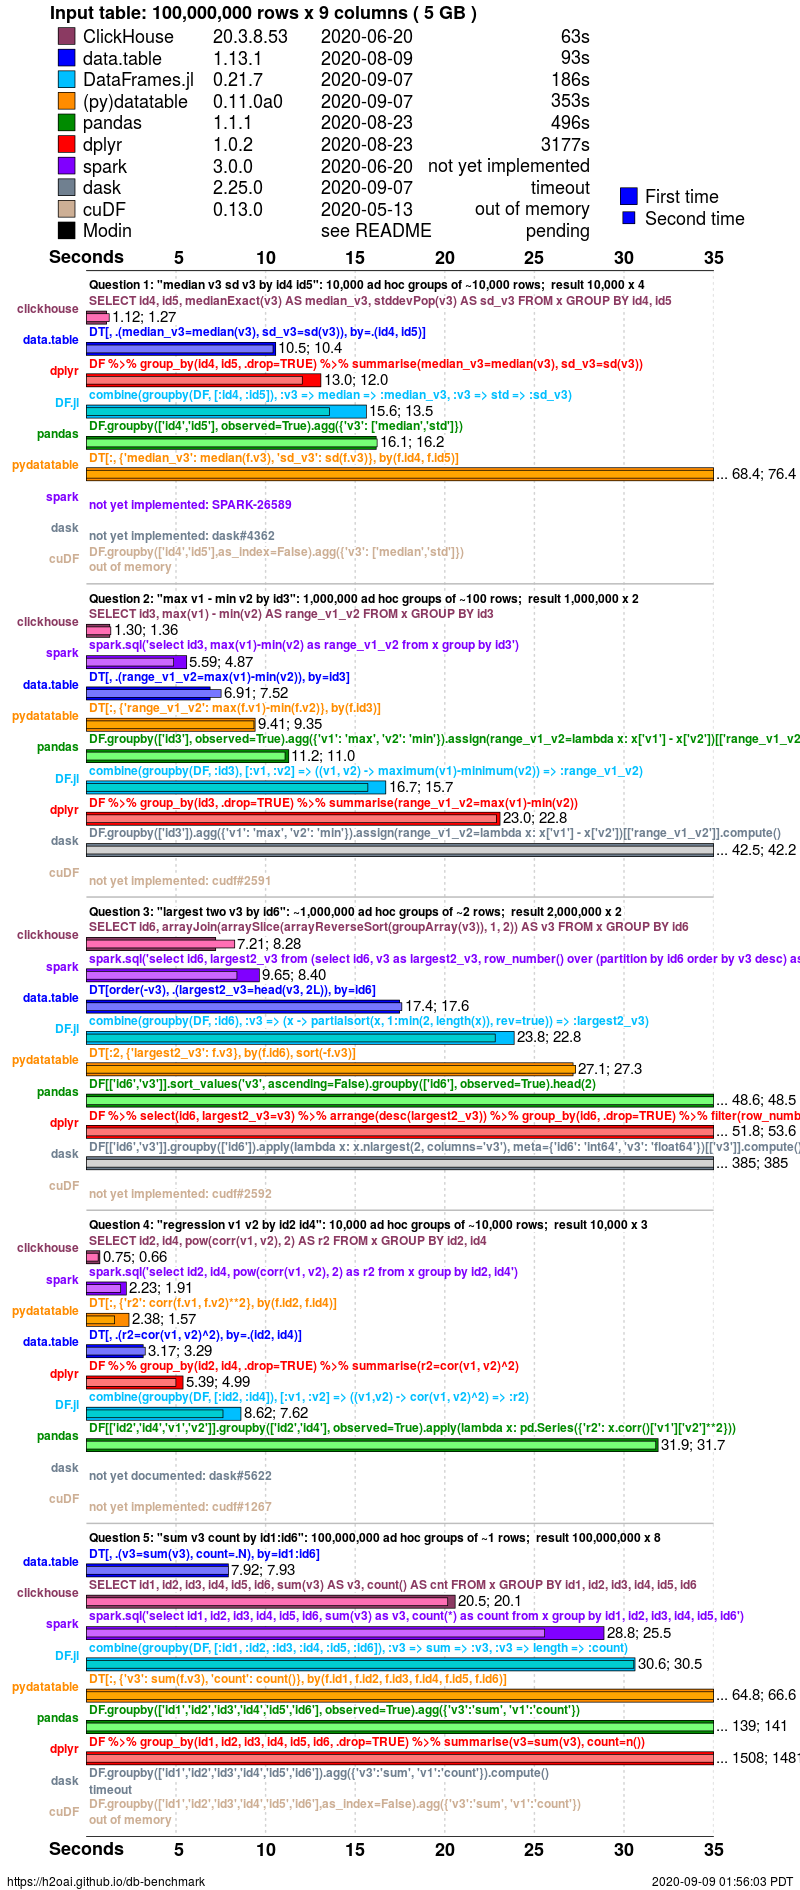 Input table: 100,000,000 rows x 9 columns ( 5 GB )
ClickHouse 20.3.8.53 2020-06-20 63s
data.table 1.13.1 2020-08-09 93s
DataFrames.jl 0.21.7 2020-09-07 186s
(py)datatable 0.11.0a0 2020-09-07 353s
pandas 1.1.1 2020-08-23 496s
dplyr 1.0.2 2020-08-23 3177s
spark 3.0.0 2020-06-20 not yet implemented
dask 2.25.0 2020-09-07 timeout
cuDF 0.13.0 2020-05-13 out of memory
Modin see README pending
First time
Second time
Seconds 5 10 15 20 25 30 35
Question 1: "median v3 sd v3 by id4 id5": 10,000 ad hoc groups of ~10,000 rows; result 10,000 x 4
SELECT id4, id5, medianExact(v3) AS median_v3, stddevPop(v3) AS sd_v3 FROM x GROUP BY id4, id5
clickhouse 1.12; 1.27
DT[, .(median_v3=median(v3), sd_v3=sd(v3)), by=.(id4, id5)]
data.table 10.5; 10.4
DF %>% group_by(id4, id5, .drop=TRUE) %>% summarise(median_v3=median(v3), sd_v3=sd(v3))
dplyr 13.0; 12.0
combine(groupby(DF, [:id4, :id5]), :v3 => median => :median_v3, :v3 => std => :sd_v3)
DF.jl 15.6; 13.5
DF.groupby(['id4','id5'], observed=True).agg({'v3': ['median','std']})
pandas 16.1; 16.2
DT[:, {'median_v3': median(f.v3), 'sd_v3': sd(f.v3)}, by(f.id4, f.id5)]
pydatatable ... 68.4; 76.4
spark not yet implemented: SPARK-26589
dask not yet implemented: dask#4362
DF.groupby(['id4','id5'],as_index=False).agg({'v3': ['median','std']})
cuDF out of memory
Question 2: "max v1 - min v2 by id3": 1,000,000 ad hoc groups of ~100 rows; result 1,000,000 x 2
SELECT id3, max(v1) - min(v2) AS range_v1_v2 FROM x GROUP BY id3
clickhouse 1.30; 1.36
spark.sql('select id3, max(v1)-min(v2) as range_v1_v2 from x group by id3')
spark 5.59; 4.87
DT[, .(range_v1_v2=max(v1)-min(v2)), by=id3]
data.table 6.91; 7.52
DT[:, {'range_v1_v2': max(f.v1)-min(f.v2)}, by(f.id3)]
pydatatable 9.41; 9.35
DF.groupby(['id3'], observed=True).agg({'v1': 'max', 'v2': 'min'}).assign(range_v1_v2=lambda x: x['v1'] - x['v2'])[['range_v1_v2
pandas 11.2; 11.0
combine(groupby(DF, :id3), [:v1, :v2] => ((v1, v2) -> maximum(v1)-minimum(v2)) => :range_v1_v2)
DF.jl 16.7; 15.7
DF %>% group_by(id3, .drop=TRUE) %>% summarise(range_v1_v2=max(v1)-min(v2))
dplyr 23.0; 22.8
DF.groupby(['id3']).agg({'v1': 'max', 'v2': 'min'}).assign(range_v1_v2=lambda x: x['v1'] - x['v2'])[['range_v1_v2']].compute()
dask ... 42.5; 42.2
cuDF not yet implemented: cudf#2591
Question 3: "largest two v3 by id6": ~1,000,000 ad hoc groups of ~2 rows; result 2,000,000 x 2
SELECT id6, arrayJoin(arraySlice(arrayReverseSort(groupArray(v3)), 1, 2)) AS v3 FROM x GROUP BY id6
clickhouse 7.21; 8.28
spark.sql('select id6, largest2_v3 from (select id6, v3 as largest2_v3, row_number() over (partition by id6 order by v3 desc) as
spark 9.65; 8.40
DT[order(-v3), .(largest2_v3=head(v3, 2L)), by=id6]
data.table 17.4; 17.6
combine(groupby(DF, :id6), :v3 => (x -> partialsort(x, 1:min(2, length(x)), rev=true)) => :largest2_v3)
DF.jl 23.8; 22.8
DT[:2, {'largest2_v3': f.v3}, by(f.id6), sort(-f.v3)]
pydatatable 27.1; 27.3
DF[['id6','v3']].sort_values('v3', ascending=False).groupby(['id6'], observed=True).head(2)
pandas ... 48.6; 48.5
DF %>% select(id6, largest2_v3=v3) %>% arrange(desc(largest2_v3)) %>% group_by(id6, .drop=TRUE) %>% filter(row_numb
dplyr ... 51.8; 53.6
DF[['id6','v3']].groupby(['id6']).apply(lambda x: x.nlargest(2, columns='v3'), meta={'id6': 'Int64', 'v3': 'float64'})[['v3']].compute()
dask ... 385; 385
cuDF not yet implemented: cudf#2592
Question 4: "regression v1 v2 by id2 id4": 10,000 ad hoc groups of ~10,000 rows; result 10,000 x 3
SELECT id2, id4, pow(corr(v1, v2), 2) AS r2 FROM x GROUP BY id2, id4
clickhouse 0.75; 0.66
spark.sql('select id2, id4, pow(corr(v1, v2), 2) as r2 from x group by id2, id4')
spark 2.23; 1.91
DT[:, {'r2': corr(f.v1, f.v2)**2}, by(f.id2, f.id4)]
pydatatable 2.38; 1.57
DT[, .(r2=cor(v1, v2)^2), by=.(id2, id4)]
data.table 3.17; 3.29
DF %>% group_by(id2, id4, .drop=TRUE) %>% summarise(r2=cor(v1, v2)^2)
dplyr 5.39; 4.99
combine(groupby(DF, [:id2, :id4]), [:v1, :v2] => ((v1,v2) -> cor(v1, v2)^2) => :r2)
DF.jl 8.62; 7.62
DF[['id2','id4','v1','v2']].groupby(['id2','id4'], observed=True).apply(lambda x: pd.Series({'r2': x.corr()['v1']['v2']**2}))
pandas 31.9; 31.7
dask not yet documented: dask#5622
cuDF not yet implemented: cudf#1267
Question 5: "sum v3 count by id1:id6": 100,000,000 ad hoc groups of ~1 rows; result 100,000,000 x 8
DT[, .(v3=sum(v3), count=.N), by=id1:id6]
data.table 7.92; 7.93
SELECT id1, id2, id3, id4, id5, id6, sum(v3) AS v3, count() AS cnt FROM x GROUP BY id1, id2, id3, id4, id5, id6
clickhouse 20.5; 20.1
spark.sql('select id1, id2, id3, id4, id5, id6, sum(v3) as v3, count(*) as count from x group by id1, id2, id3, id4, id5, id6')
spark 28.8; 25.5
combine(groupby(DF, [:id1, :id2, :id3, :id4, :id5, :id6]), :v3 => sum => :v3, :v3 => length => :count)
DF.jl 30.6; 30.5
DT[:, {'v3': sum(f.v3), 'count': count()}, by(f.id1, f.id2, f.id3, f.id4, f.id5, f.id6)]
pydatatable ... 64.8; 66.6
DF.groupby(['id1','id2','id3','id4','id5','id6'], observed=True).agg({'v3':'sum', 'v1':'count'})
pandas ... 139; 141
DF %>% group_by(id1, id2, id3, id4, id5, id6, .drop=TRUE) %>% summarise(v3=sum(v3), count=n())
dplyr ... 1508; 1481
DF.groupby(['id1','id2','id3','id4','id5','id6']).agg({'v3':'sum', 'v1':'count'}).compute()
dask timeout
DF.groupby(['id1','id2','id3','id4','id5','id6'],as_index=False).agg({'v3':'sum', 'v1':'count'})
cuDF out of memory
Seconds 5 10 15 20 25 30 35
https://h2oai.github.io/db-benchmark 2020-09-09 01:56:03 PDT